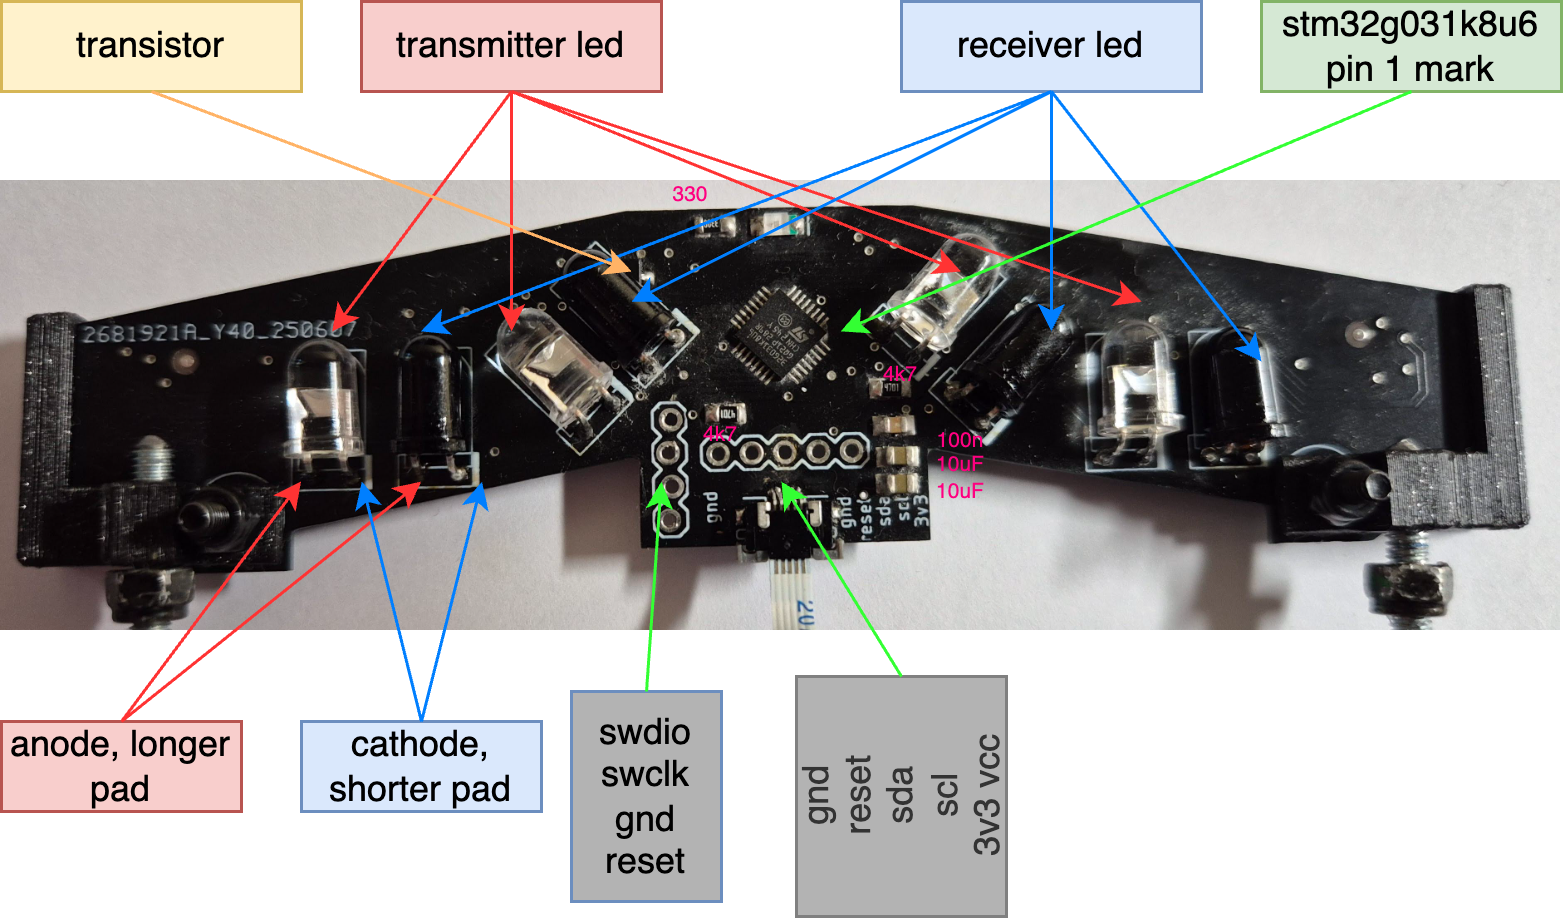 transistor
transmitter led
receiver led
stm32g031k8u6
pin 1 mark
330
2681921A_Y40_250607
4k7
4701
4k7
100n
10uF
10uF
gnd
gnd
reset
sda
scl
3v3
20
anode, longer
pad
cathode,
shorter pad
swdio
swclk
gnd
reset
gnd
reset
sda
scl
3v3 vcc